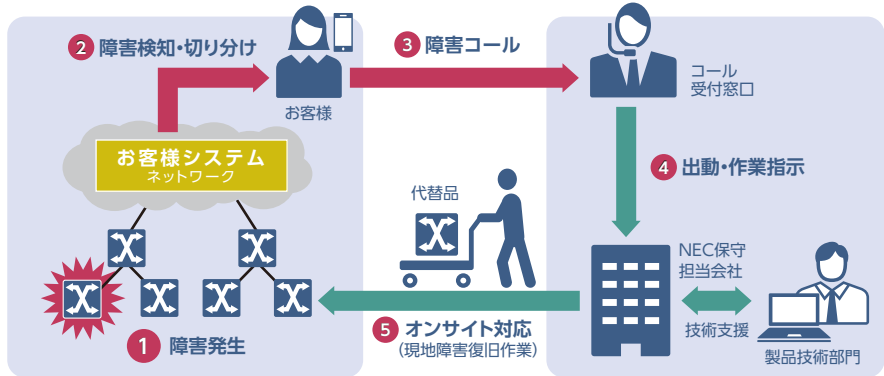 2 障害検知・切り分け
お客様
3 障害コール
コール
受付窓口
お客様システム
ネットワーク
4 出動・作業指示
代替品
NEC保守
担当会社
技術支援
製品技術部門
5 オンサイト対応
（現地障害復旧作業）
1 障害発生